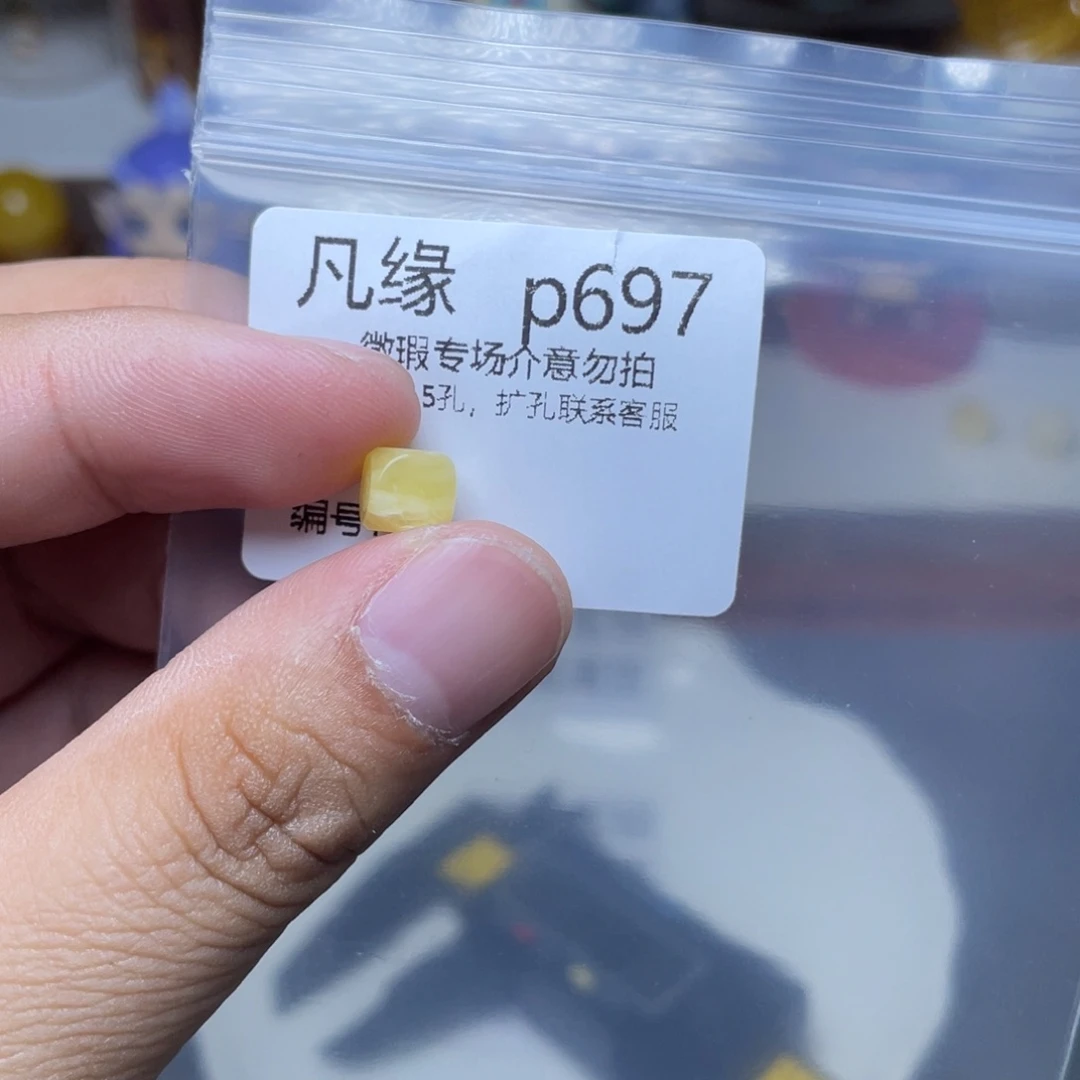 凡缘 p697
微瑕专场介意勿拍
5孔，扩孔联系客服
编号